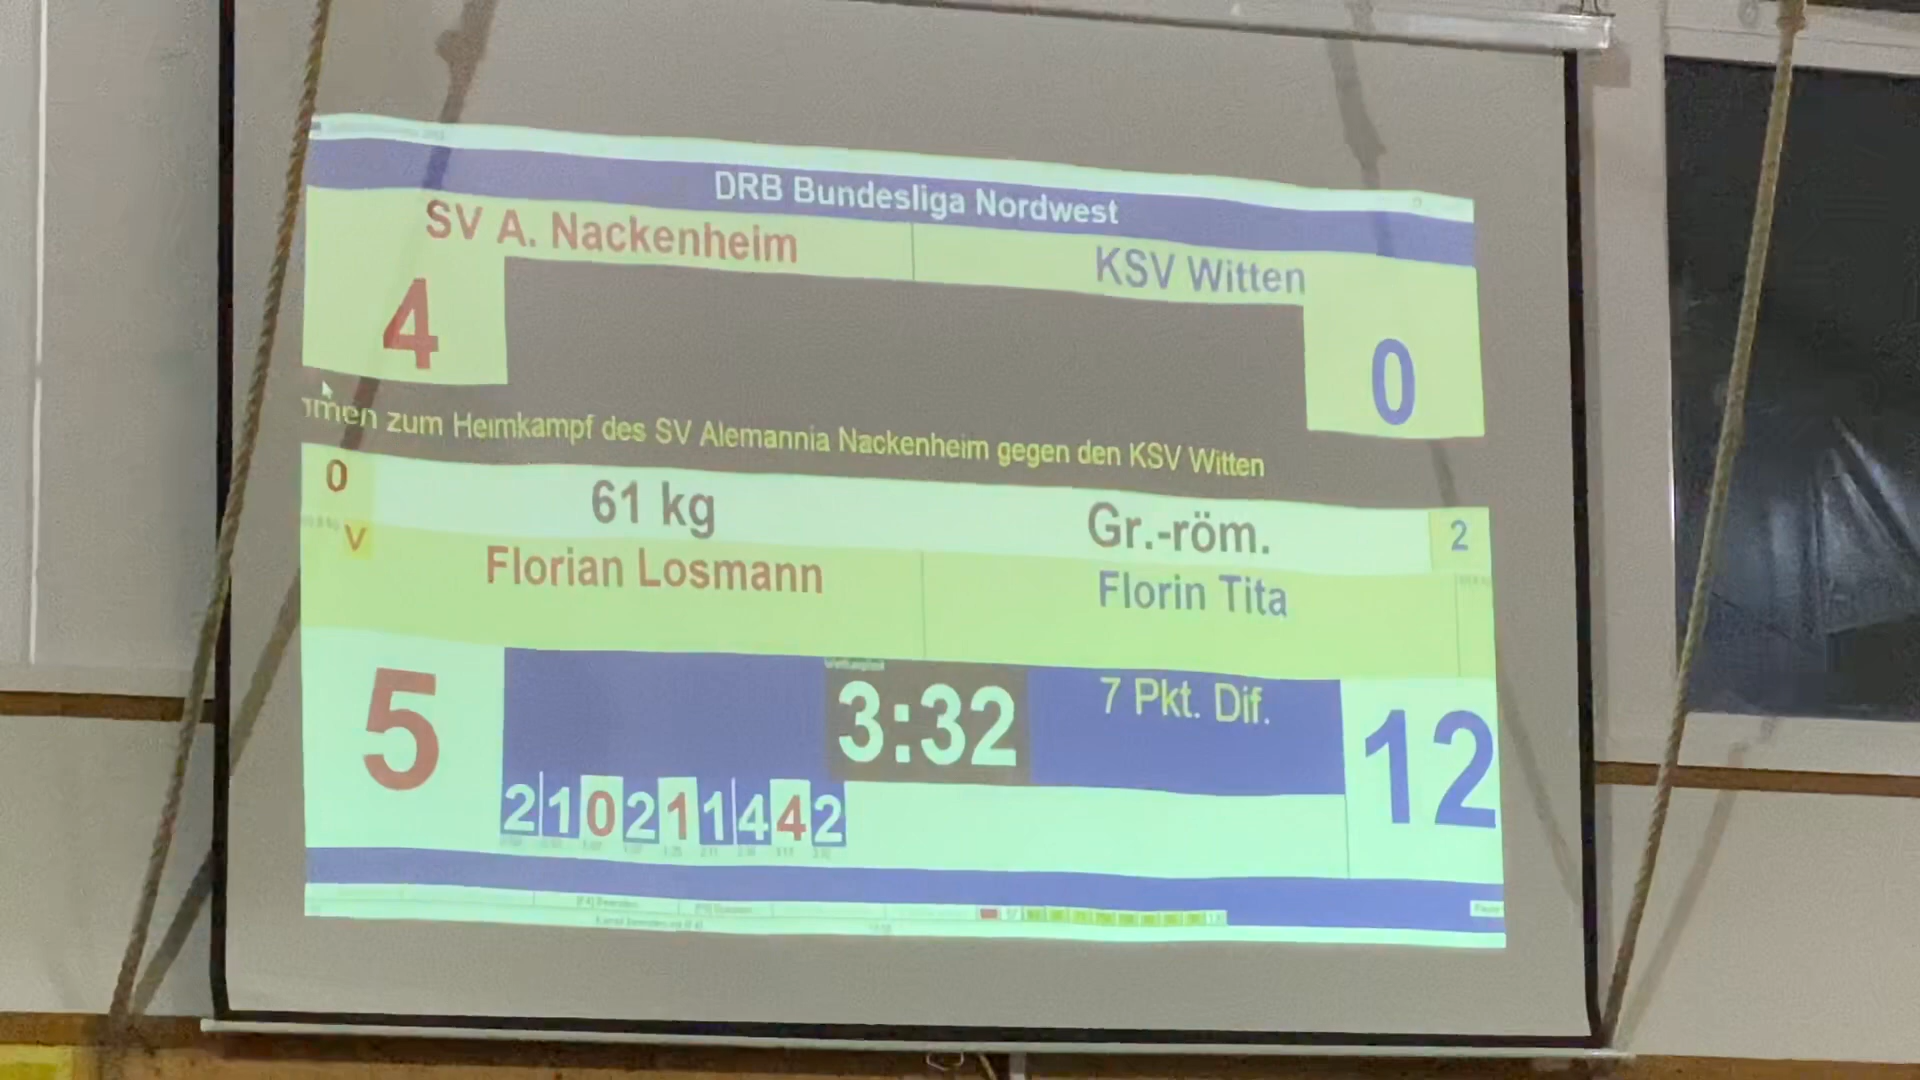 DRB Bundesliga Nordwest
SV A. Nackenheim
KSV Witten
4
0
zum Heimkampf des SV Alemannia Nackenheim gegen den KSV Witten
0
61 kg
Gr.-röm.
2
V
Florian Losmann
Florin Tita
5
3:32
7 Pkt. Dif.
12
2 1 0 2 1 1 4 4 2